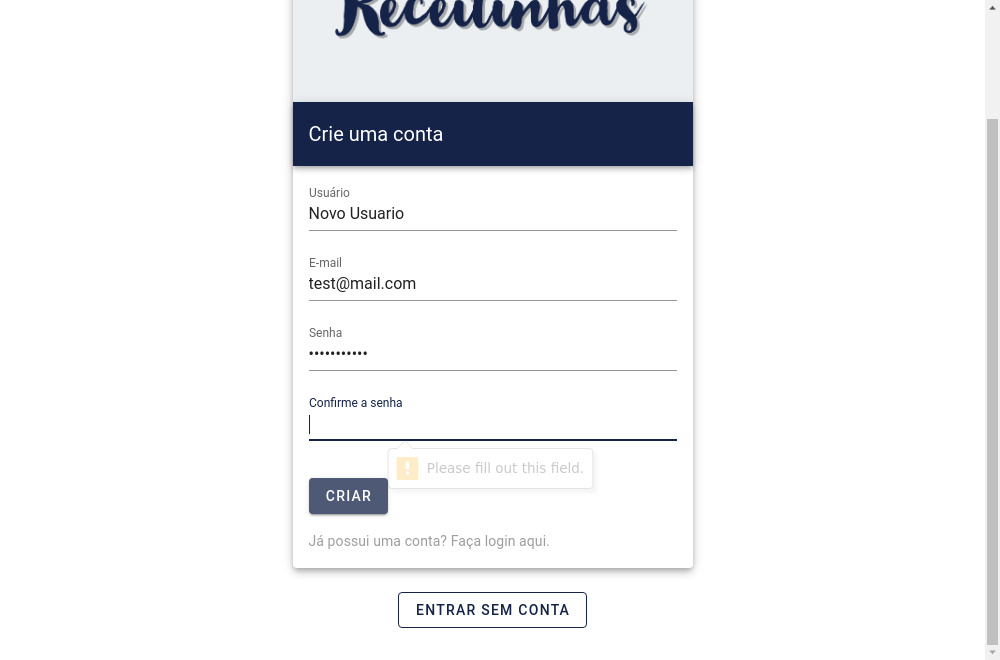 Receitinhas
Crie uma conta
Usuário
Novo Usuario
E-mail
test@mail.com
Senha
•••••••••••
Confirme a senha
Please fill out this field.
CRIAR
Já possui uma conta? Faça login aqui.
ENTRAR SEM CONTA